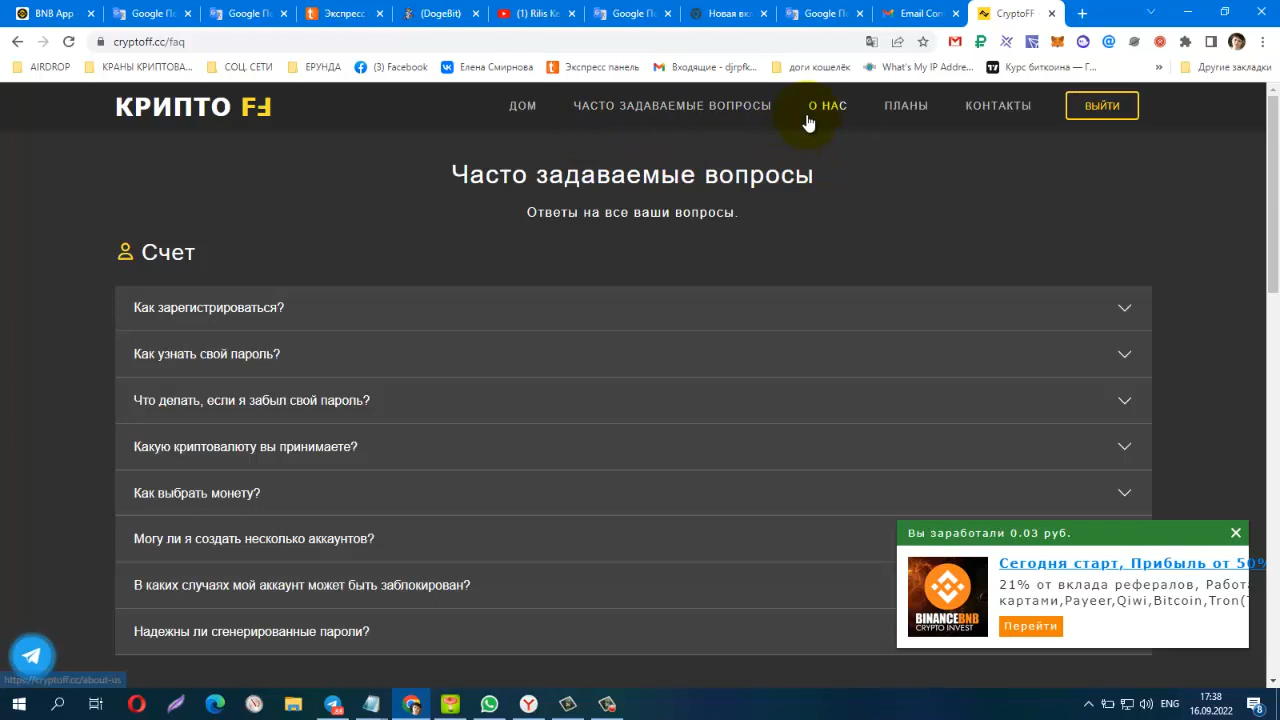 BNB App
Google По
Google По
Экспресс
(DogeBit)
(1) Rilis Ke
Google По
Новая вкл
Google По
Email Con
CryptoFF
cryptoff.cc/faq
AIRDROP
КРАНЫ КРИПТОВА...
СОЦ. СЕТИ
ЕРУНДА
(3) Facebook
Елена Смирнова
Экспресс панель
Входящие - djrpfk...
доги кошелёк
What's My IP Addre...
Курс биткоина — Г...
»
Другие закладки
КРИПТО FF
ДОМ
ЧАСТО ЗАДАВАЕМЫЕ ВОПРОСЫ
О НАС
ПЛАНЫ
КОНТАКТЫ
ВЫЙТИ
Часто задаваемые вопросы
Ответы на все ваши вопросы.
Счет
Как зарегистрироваться?
Как узнать свой пароль?
Что делать, если я забыл свой пароль?
Какую криптовалюту вы принимаете?
Как выбрать монету?
Могу ли я создать несколько аккаунтов?
В каких случаях мой аккаунт может быть заблокирован?
Надежны ли сгенерированные пароли?
Вы заработали 0.03 руб.
Сегодня старт, Прибыль от 50%
21% от вклада рефералов, Работа
картами,Payeer,Qiwi,Bitcoin,Tron(
Перейти
BINANCEBNB
CRYPTO INVEST
https://cryptoff.cc/about-us
ENG
17:38
16.09.2022